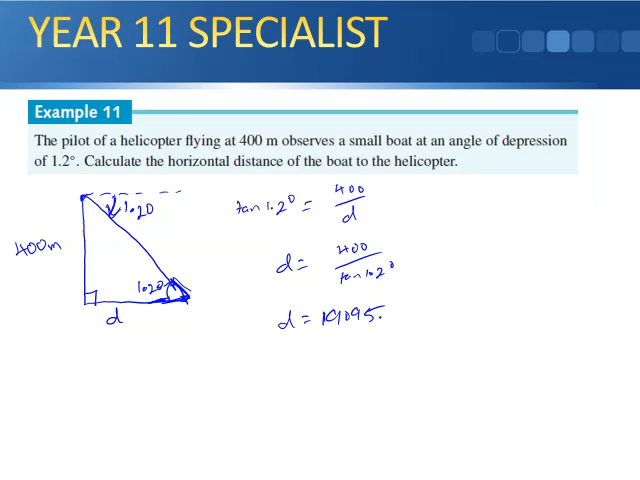 YEAR 11 SPECIALIST
Example 11
The pilot of a helicopter flying at 400 m observes a small boat at an angle of depression
of 1.2°. Calculate the horizontal distance of the boat to the helicopter.
1.2°
400m
1.2°
d
tan 1.2° = 400/d
d = 400/tan 1.2°
d = 19095.